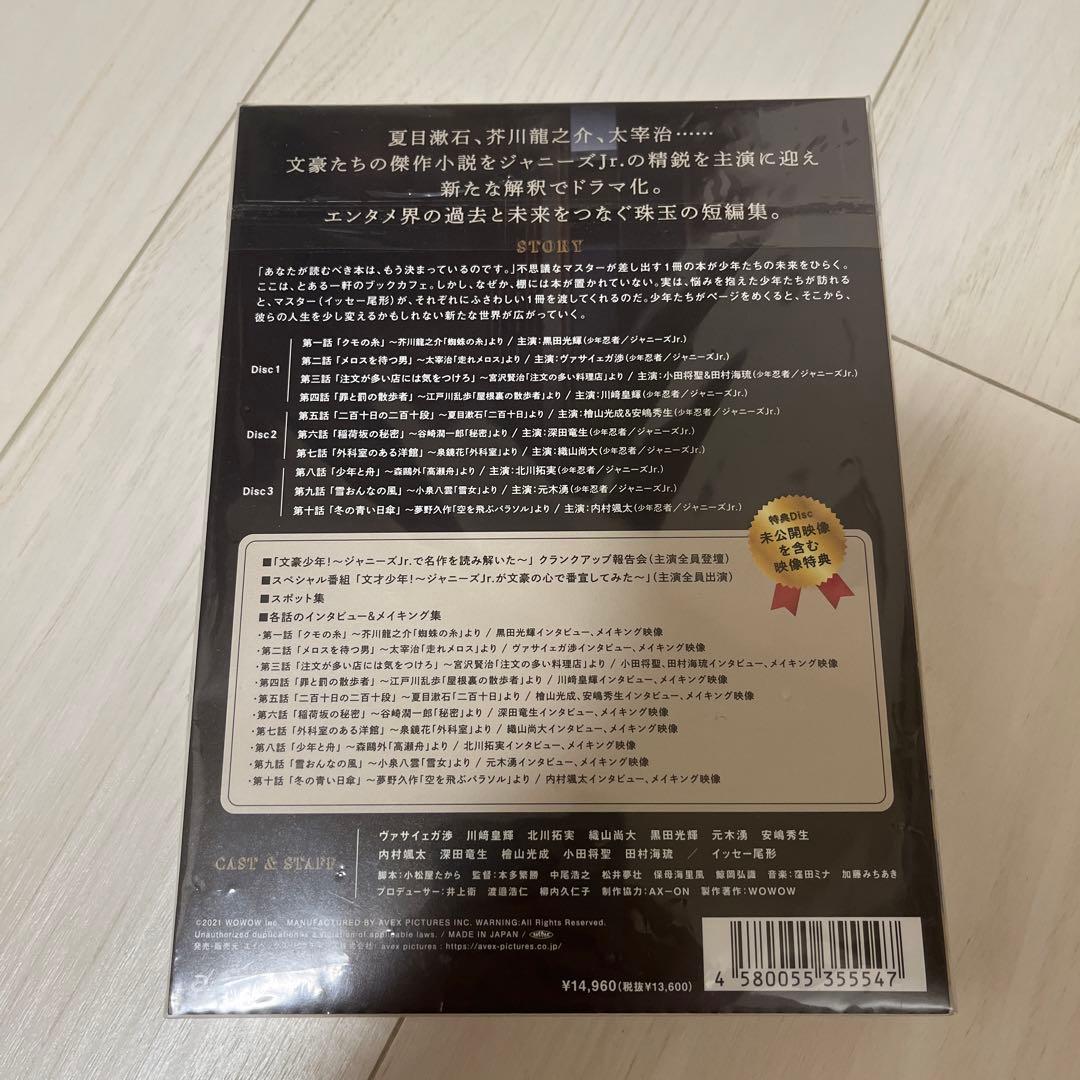 夏目漱石、芥川龍之介、太宰治……
文豪たちの傑作小説をジャニーズJr.の精鋭を主演に迎え
新たな解釈でドラマ化。
エンタメ界の過去と未来をつなぐ珠玉の短編集。
STORY
「あなたが読むべき本は、もう決まっているのです。」不思議なマスターが差し出す1冊の本が少年たちの未来をひらく。
ここは、とある一軒のブックカフェ。しかし、なぜか、棚には本が置かれていない。実は、悩みを抱えた少年たちが訪れる
と、マスター(イッセー尾形)が、それぞれにふさわしい1冊を渡してくれるのだ。少年たちがページをめくると、そこから、
彼らの人生を少し変えるかもしれない新たな世界が広がっていく。
Disc1
第一話「クモの糸」~芥川龍之介「蜘蛛の糸」より / 主演:黒田光輝(少年忍者/ジャニーズJr.)
第二話「メロスを待つ男」~太宰治「走れメロス」より / 主演:ヴァサイェガ渉(少年忍者/ジャニーズJr.)
第三話「注文が多い店には気をつけろ」~宮沢賢治「注文の多い料理店」より / 主演:小田将聖&田村海琉(少年忍者/ジャニーズJr.)
第四話「罪と罰の散歩者」~江戸川乱歩「屋根裏の散歩者」より / 主演:川﨑皇輝(少年忍者/ジャニーズJr.)
Disc2
第五話「二百十日の二百十段」~夏目漱石「二百十日」より / 主演:檜山光成&安嶋秀生(少年忍者/ジャニーズJr.)
第六話「稲荷坂の秘密」~谷崎潤一郎「秘密」より / 主演:深田竜生(少年忍者/ジャニーズJr.)
第七話「外科室のある洋館」~泉鏡花「外科室」より / 主演:織山尚大(少年忍者/ジャニーズJr.)
Disc3
第八話「少年と舟」~森鷗外「高瀬舟」より / 主演:北川拓実(少年忍者/ジャニーズJr.)
第九話「雪おんなの風」~小泉八雲「雪女」より / 主演:元木湧(少年忍者/ジャニーズJr.)
第十話「冬の青い日傘」~夢野久作「空を飛ぶパラソル」より / 主演:内村颯太(少年忍者/ジャニーズJr.)
特典Disc
未公開映像
を含む
映像特典
■「文豪少年!~ジャニーズJr.で名作を読み解いた~」クランクアップ報告会(主演全員登壇)
■スペシャル番組「文才少年!~ジャニーズJr.が文豪の心で番宣してみた~」(主演全員出演)
■スポット集
■各話のインタビュー&メイキング集
・第一話「クモの糸」~芥川龍之介「蜘蛛の糸」より / 黒田光輝インタビュー、メイキング映像
・第二話「メロスを待つ男」~太宰治「走れメロス」より / ヴァサイェガ渉インタビュー、メイキング映像
・第三話「注文が多い店には気をつけろ」~宮沢賢治「注文の多い料理店」より / 小田将聖、田村海琉インタビュー、メイキング映像
・第四話「罪と罰の散歩者」~江戸川乱歩「屋根裏の散歩者」より / 川﨑皇輝インタビュー、メイキング映像
・第五話「二百十日の二百十段」~夏目漱石「二百十日」より / 檜山光成、安嶋秀生インタビュー、メイキング映像
・第六話「稲荷坂の秘密」~谷崎潤一郎「秘密」より / 深田竜生インタビュー、メイキング映像
・第七話「外科室のある洋館」~泉鏡花「外科室」より / 織山尚大インタビュー、メイキング映像
・第八話「少年と舟」~森鷗外「高瀬舟」より / 北川拓実インタビュー、メイキング映像
・第九話「雪おんなの風」~小泉八雲「雪女」より / 元木湧インタビュー、メイキング映像
・第十話「冬の青い日傘」~夢野久作「空を飛ぶパラソル」より / 内村颯太インタビュー、メイキング映像
CAST & STAFF
ヴァサイェガ渉 川﨑皇輝 北川拓実 織山尚大 黒田光輝 元木湧 安嶋秀生
内村颯太 深田竜生 檜山光成 小田将聖 田村海琉 / イッセー尾形
脚本:小松屋たから 監督:本多繁勝 中尾浩之 松井夢壮 保母海里風 鯨岡弘識 音楽:窪田ミナ 加藤みちあき
プロデューサー:井上衛 渡邉浩仁 柳内久仁子 制作協力:AX-ON 製作著作:WOWOW
©2021 WOWOW Inc. MANUFACTURED BY AVEX PICTURES INC. WARNING:All Rights Reserved.
Unauthorized duplication is a violation of applicable laws. / MADE IN JAPAN /
発売・販売元 エイベックス・ピクチャーズ株式会社 / avex pictures : https://avex-pictures.co.jp/
¥14,960(税抜¥13,600)
4 580055 355547